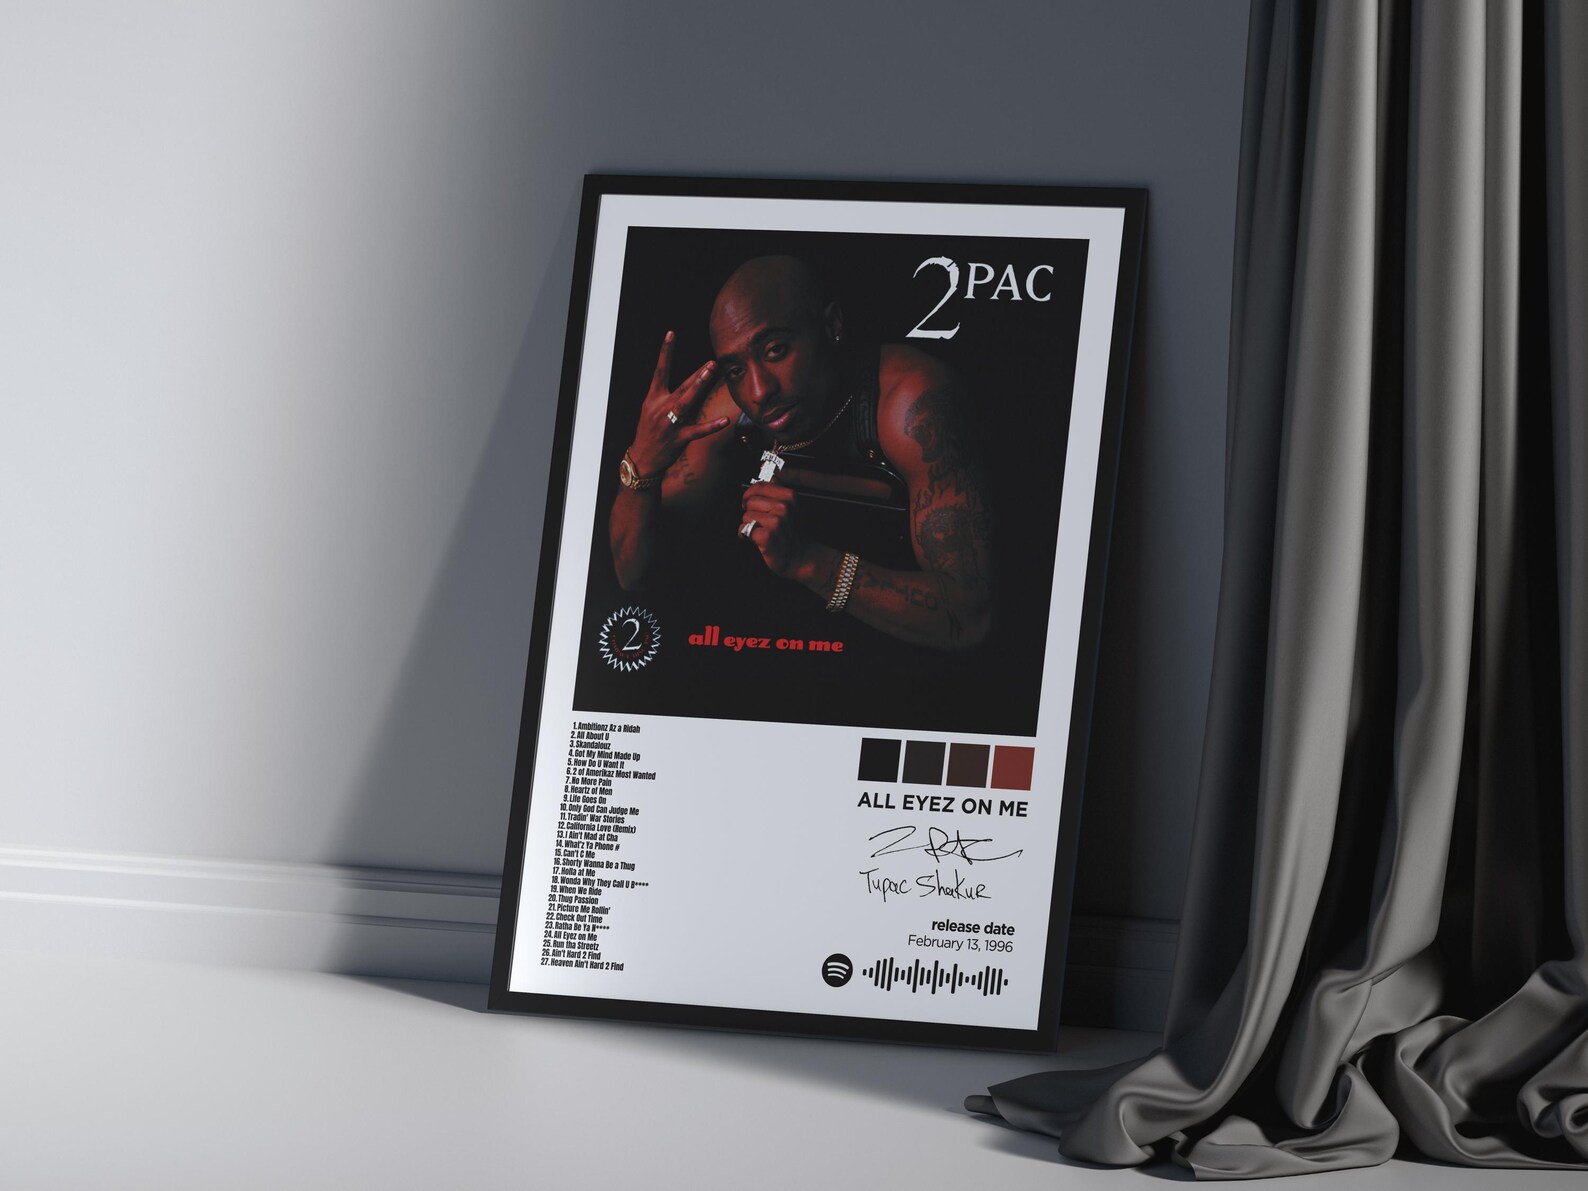 2PAC
2
all eyez on me
1. Ambitionz Az a Ridah
2. All About U
3. Skandalouz
4. Got My Mind Made Up
5. How Do U Want It
6. 2 of Amerikaz Most Wanted
7. No More Pain
8. Heartz of Men
9. Life Goes On
10. Only God Can Judge Me
11. Tradin' War Stories
12. California Love (Remix)
13. I Ain't Mad at Cha
14. What'z Ya Phone #
15. Can't C Me
16. Shorty Wanna Be a Thug
17. Holla at Me
18. Wonda Why They Call U B****
19. When We Ride
20. Thug Passion
21. Picture Me Rollin'
22. Check Out Time
23. Ratha Be Ya N****
24. All Eyez on Me
25. Run tha Streetz
26. Ain't Hard 2 Find
27. Heaven Ain't Hard 2 Find
ALL EYEZ ON ME
Tupac Shakur
release date
February 13, 1996